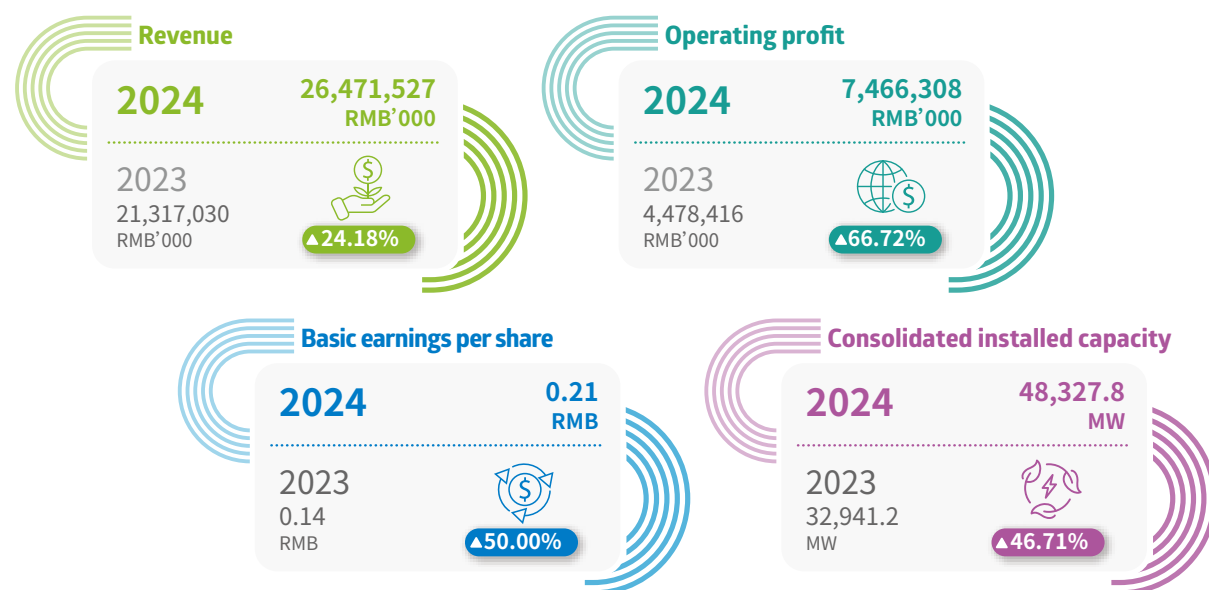 Revenue
2024
26,471,527
RMB’000
2023
21,317,030
RMB’000
$
▲24.18%
Operating profit
2024
7,466,308
RMB’000
2023
4,478,416
RMB’000
$
▲66.72%
Basic earnings per share
2024
0.21
RMB
2023
0.14
RMB
$
▲50.00%
Consolidated installed capacity
2024
48,327.8
MW
2023
32,941.2
MW
▲46.71%